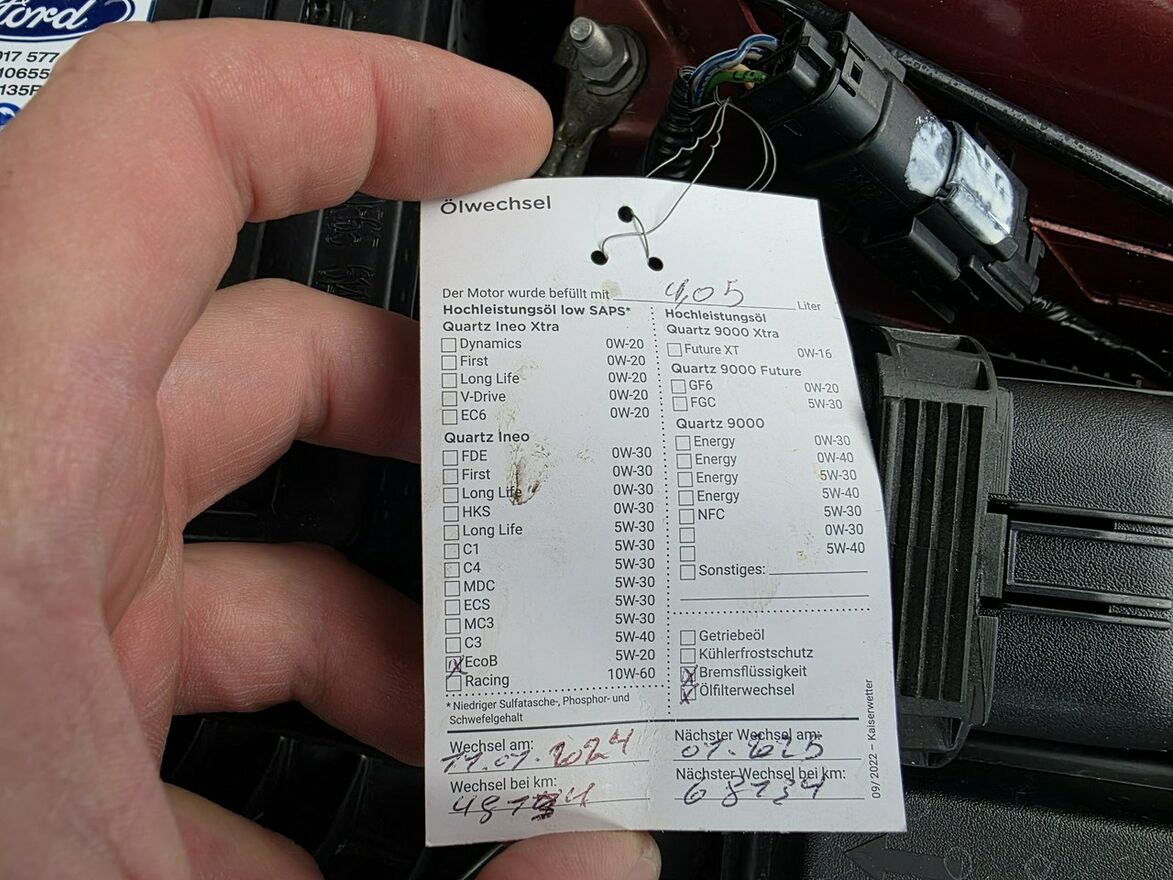 Ford
017 577
Ölwechsel
Der Motor wurde befüllt mit 4,05 Liter
Hochleistungsöl low SAPS*
Quartz Ineo Xtra
Dynamics 0W-20
First 0W-20
Long Life 0W-20
V-Drive 0W-20
EC6 0W-20
Quartz Ineo
FDE 0W-30
First 0W-30
Long Life 0W-30
HKS 0W-30
Long Life 5W-30
C1 5W-30
C4 5W-30
MDC 5W-30
ECS 5W-30
MC3 5W-30
C3 5W-40
EcoB 5W-20
Racing 10W-60
* Niedriger Sulfatasche-, Phosphor- und
Schwefelgehalt
Hochleistungsöl
Quartz 9000 Xtra
Future XT 0W-16
Quartz 9000 Future
GF6 0W-20
FGC 5W-30
Quartz 9000
Energy 0W-30
Energy 0W-40
Energy 5W-30
Energy 5W-40
NFC 5W-30
0W-30
5W-40
Sonstiges:
Getriebeöl
Kühlerfrostschutz
Bremsflüssigkeit
Ölfilterwechsel
Wechsel am:
11.01.2024
Wechsel bei km:
Nächster Wechsel am:
Nächster Wechsel bei km:
68134
09/2022 – Kaiserwetter